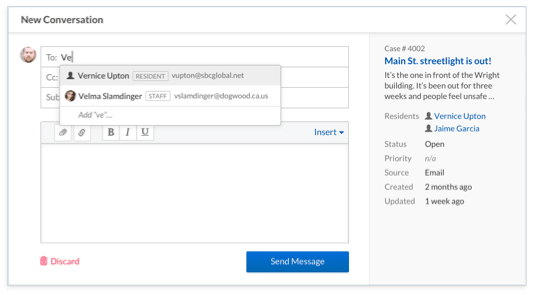 New Conversation
To: Ve
Vernice Upton RESIDENT vupton@sbcglobal.net
Velma Slamdinger STAFF vslamdinger@dogwood.ca.us
Add "ve"...
Cc:
Sub
B I U
Insert
Discard
Send Message
Case # 4002
Main St. streetlight is out!
It's the one in front of the Wright
building. It's been out for three
weeks and people feel unsafe ...
Residents Vernice Upton
Jaime Garcia
Status Open
Priority n/a
Source Email
Created 2 months ago
Updated 1 week ago